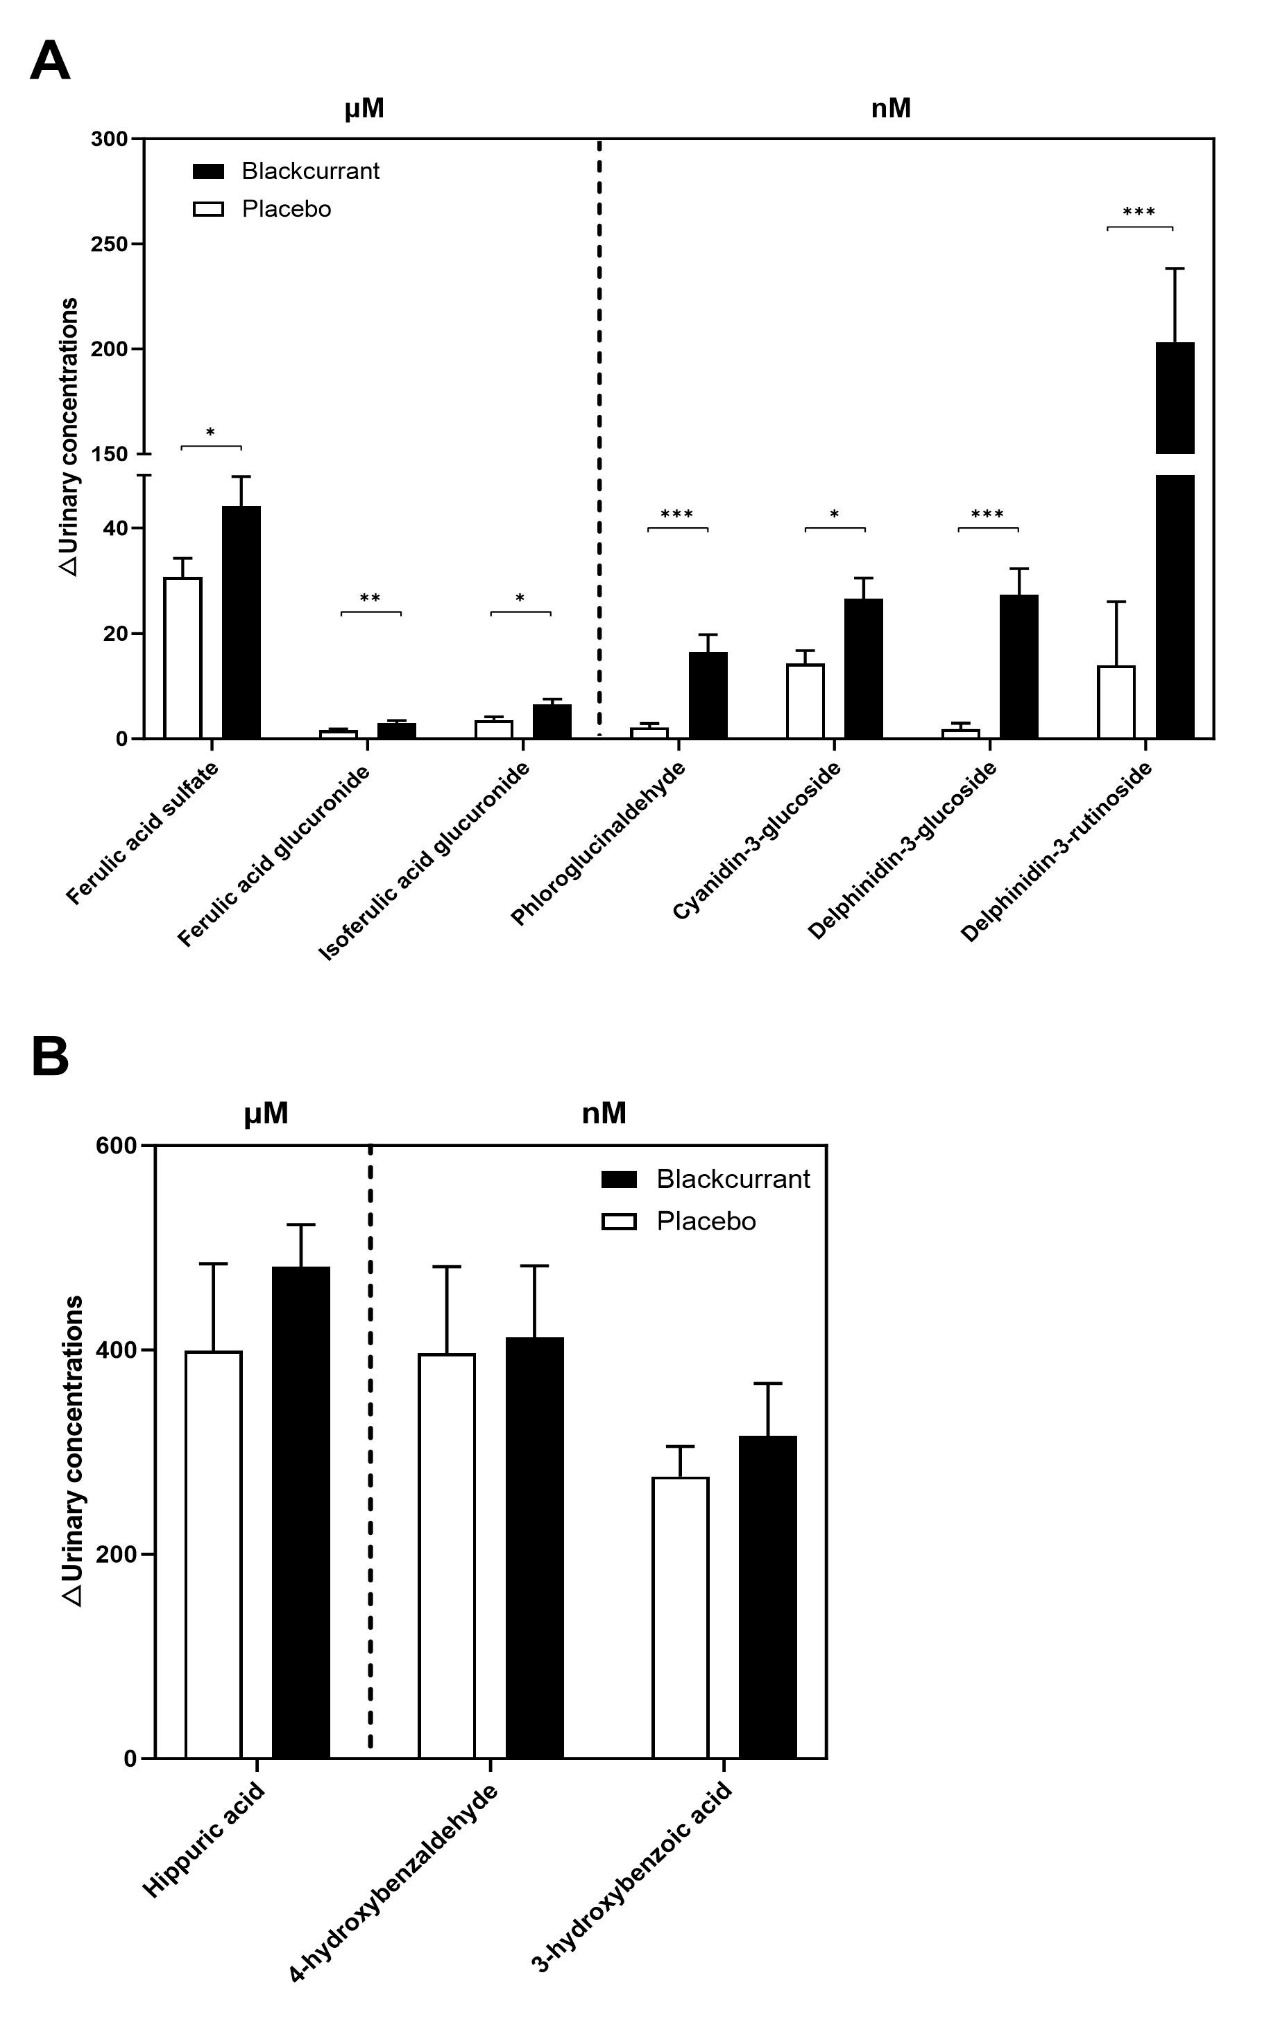 A
µM
nM
300
250
200
150
40
20
0
△Urinary concentrations
Blackcurrant
Placebo
*
**
*
***
*
***
***
Ferulic acid sulfate
Ferulic acid glucuronide
Isoferulic acid glucuronide
Phloroglucinaldehyde
Cyanidin-3-glucoside
Delphinidin-3-glucoside
Delphinidin-3-rutinoside
B
µM
nM
600
400
200
0
△Urinary concentrations
Blackcurrant
Placebo
Hippuric acid
4-hydroxybenzaldehyde
3-hydroxybenzoic acid